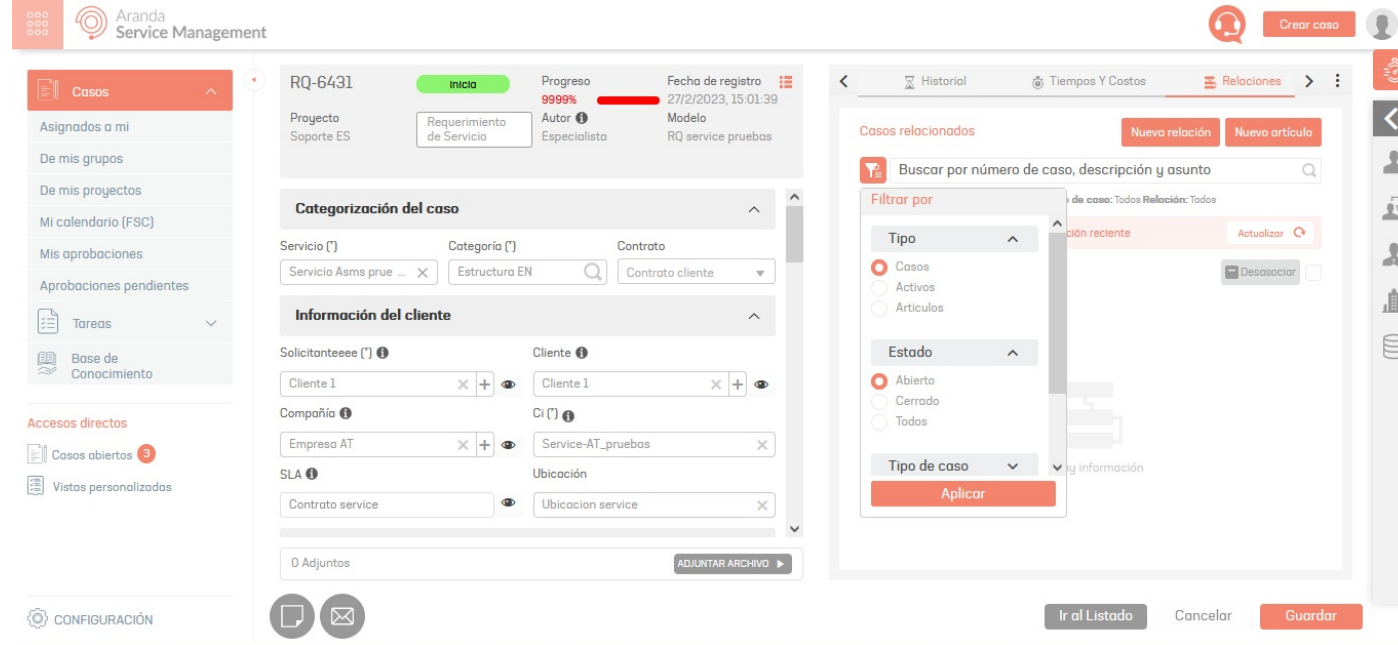 Aranda
Service Management
Crear caso
Casos
Asignados a mi
De mis grupos
De mis proyectos
Mi calendario (FSC)
Mis aprobaciones
Aprobaciones pendientes
Tareas
Base de
Conocimiento
Accesos directos
Casos abiertos 3
Vistas personalizadas
CONFIGURACIÓN
RQ-6431
Inicia
Progreso
9999%
Fecha de registro
27/2/2023, 15:01:39
Proyecto
Soporte ES
Requerimiento
de Servicio
Autor
Especialista
Modelo
RQ service pruebas
Categorización del caso
Servicio (*) Categoría (*) Contrato
Servicio Asms prue ... Estructura EN Contrato cliente
Información del cliente
Solicitanteeee (*) Cliente
Cliente 1 Cliente 1
Compañía Ci (*)
Empresa AT Service-AT_pruebas
SLA Ubicación
Contrato service Ubicacion service
0 Adjuntos ADJUNTAR ARCHIVO
Historial Tiempos Y Costos Relaciones
Casos relacionados Nueva relación Nuevo artículo
Buscar por número de caso, descripción y asunto
Filtrar por
de caso: Todos Relación: Todos
Tipo
reciente Actualizar
Casos
Desasociar
Activos
Articulos
Estado
Abierto
Cerrado
Todos
Tipo de caso
información
Aplicar
Ir al Listado Cancelar Guardar